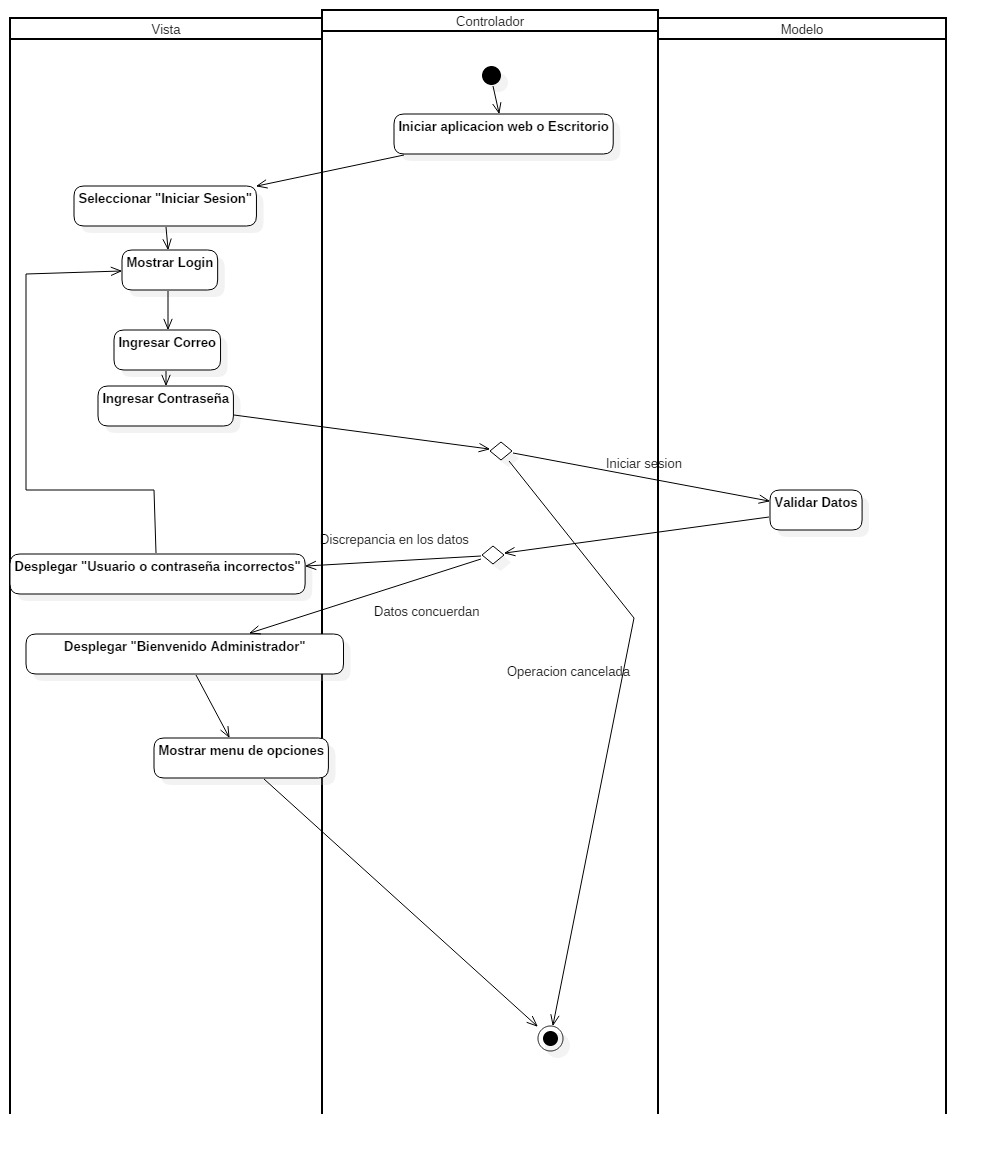 Vista
Controlador
Modelo
Iniciar aplicacion web o Escritorio
Seleccionar "Iniciar Sesion"
Mostrar Login
Ingresar Correo
Ingresar Contraseña
Iniciar sesion
Validar Datos
Discrepancia en los datos
Desplegar "Usuario o contraseña incorrectos"
Datos concuerdan
Desplegar "Bienvenido Administrador"
Operacion cancelada
Mostrar menu de opciones